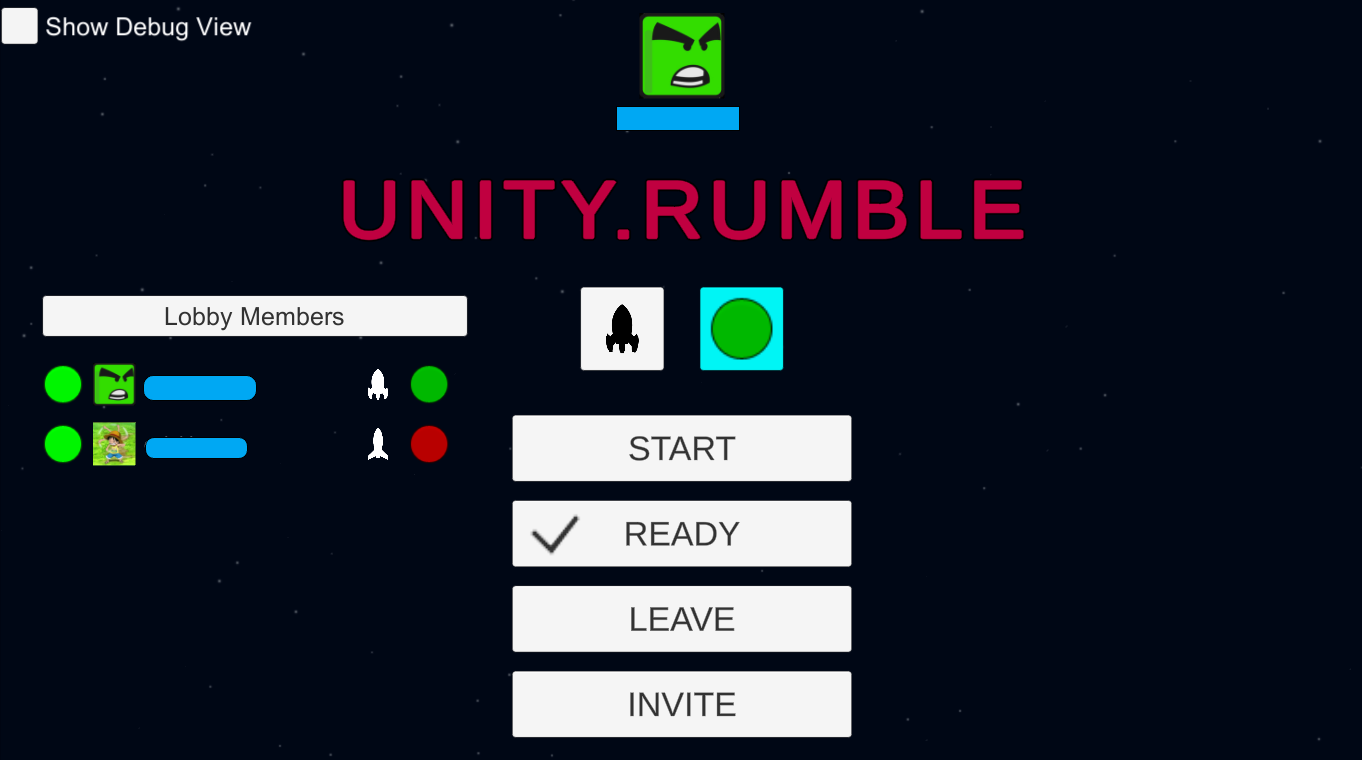 Show Debug View
UNITY.RUMBLE
Lobby Members
START
READY
LEAVE
INVITE